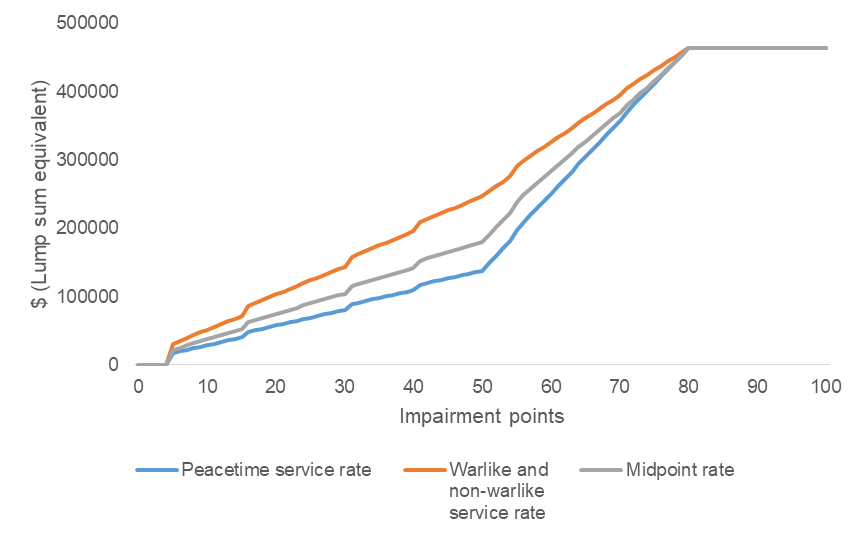 500000
400000
300000
200000
100000
0
$ (Lump sum equivalent)
0 10 20 30 40 50 60 70 80 90 100
Impairment points
Peacetime service rate
Warlike and
non-warlike
service rate
Midpoint rate